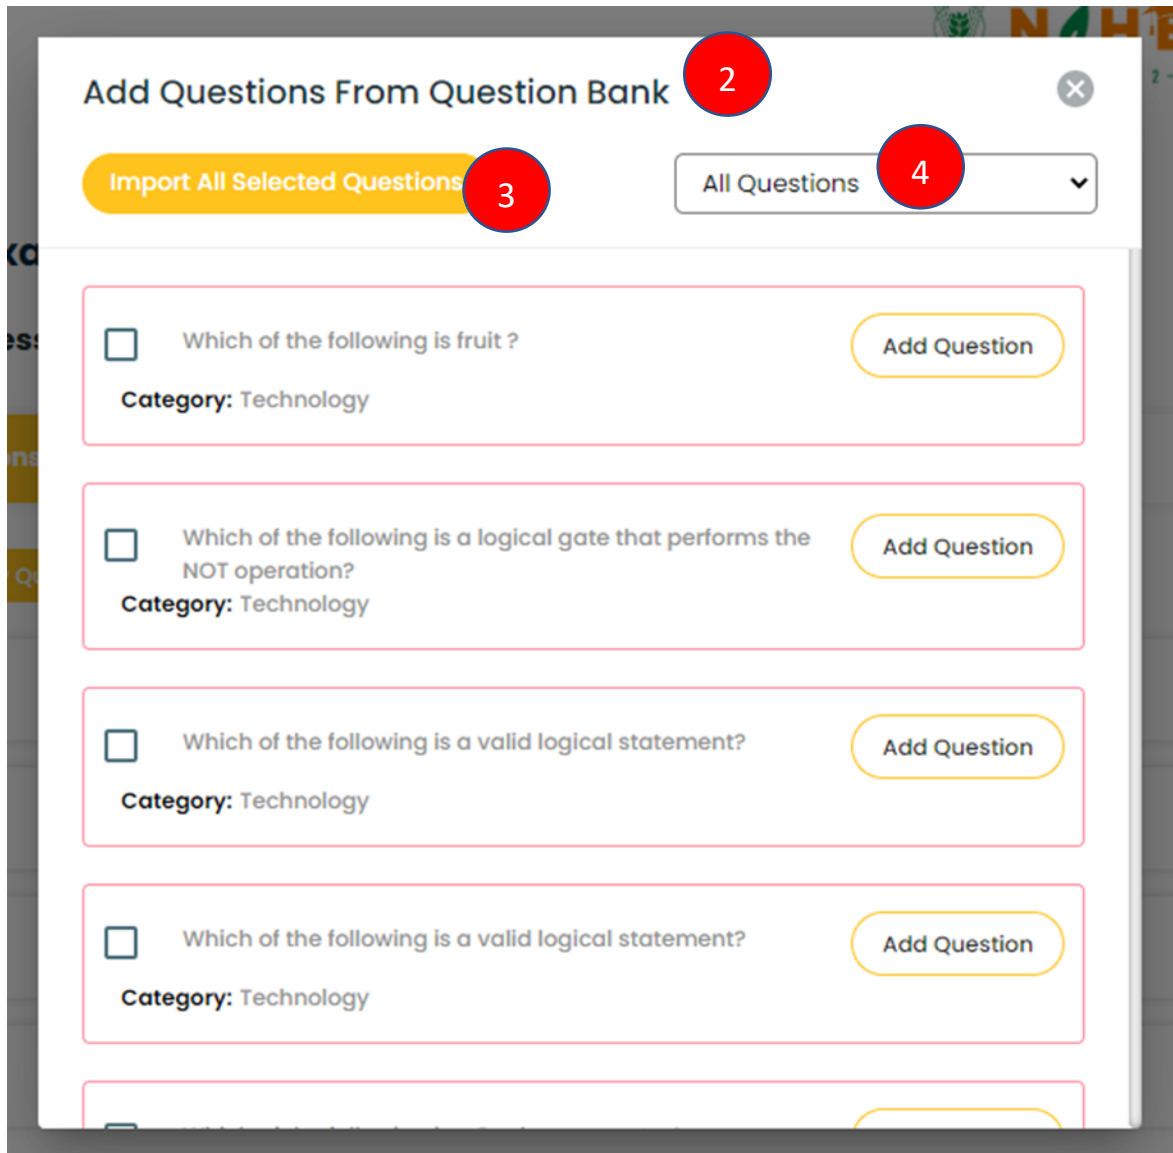 NAHE
2 -
Add Questions From Question Bank
2
Import All Selected Questions
3
All Questions
4
Which of the following is fruit ?
Add Question
Category: Technology
Which of the following is a logical gate that performs the
NOT operation?
Add Question
Category: Technology
Which of the following is a valid logical statement?
Add Question
Category: Technology
Which of the following is a valid logical statement?
Add Question
Category: Technology